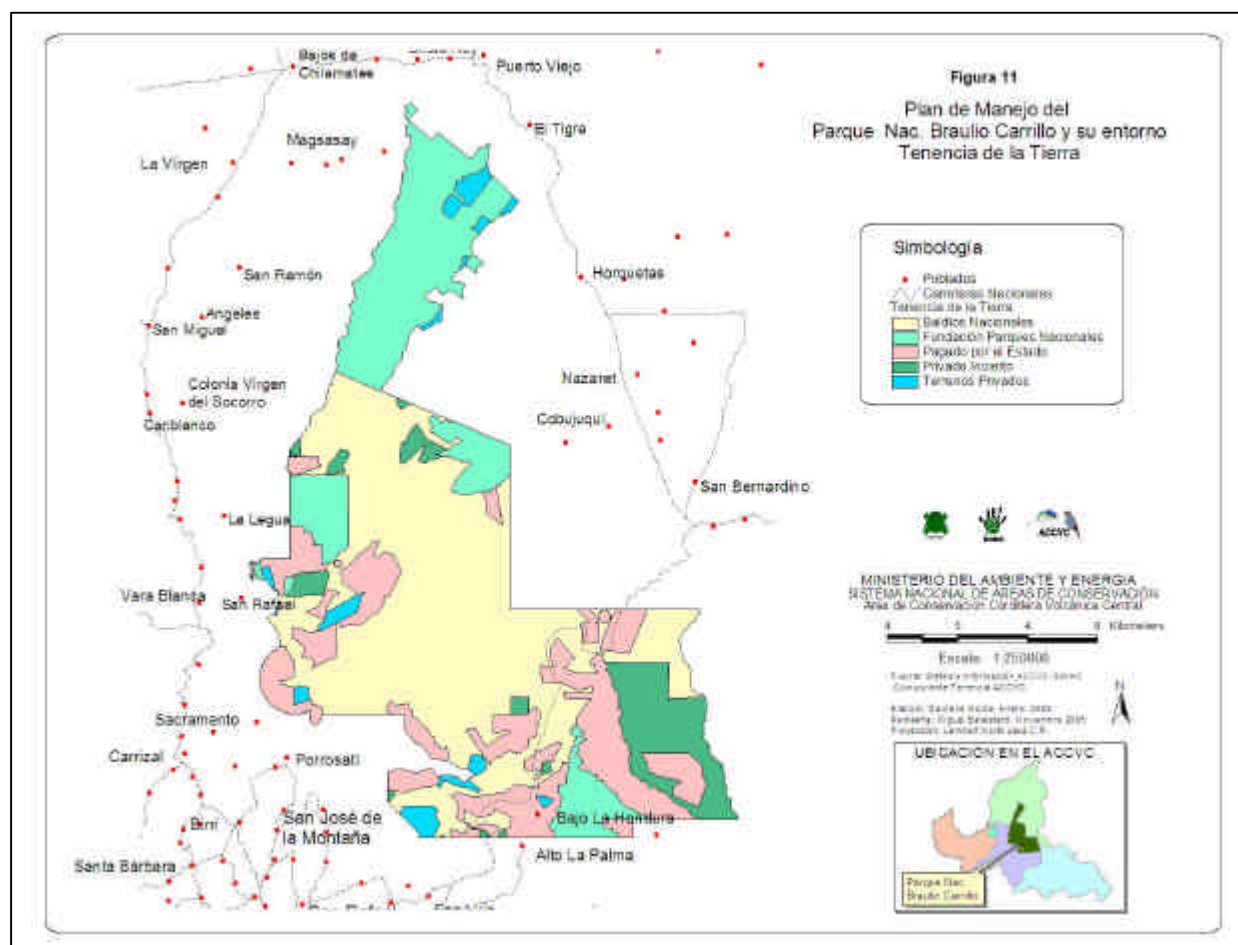 Figura 11
Plan de Manejo del
Parque Nac. Braulio Carrillo y su entorno
Tenencia de la Tierra
Bajos de
Chilamates
Puerto Viejo
El Tigre
Magsasay
La Virgen
San Ramón
Horquetas
Angeles
San Miguel
Nazaret
Colonia Virgen
del Socorro
Cariblanco
Cobujuquí
San Bernardino
La Legua
Vara Blanca
San Rafael
Sacramento
Carrizal
Porrosatí
San José de
la Montaña
Birrí
Bajo La Hondura
Alto La Palma
Santa Bárbara
Simbología
Poblados
Carreteras Nacionales
Tenencia de la Tierra
Baldíos Nacionales
Fundación Parques Nacionales
Pagado por el Estado
Privado Incierto
Terrenos Privados
ACCVC
MINISTERIO DEL AMBIENTE Y ENERGIA
SISTEMA NACIONAL DE AREAS DE CONSERVACIÓN
Area de Conservación Cordillera Volcánica Central
Kilometers
Escala 1:250000
N
UBICACIÓN EN EL ACCVC
Parque Nac.
Braulio Carrillo